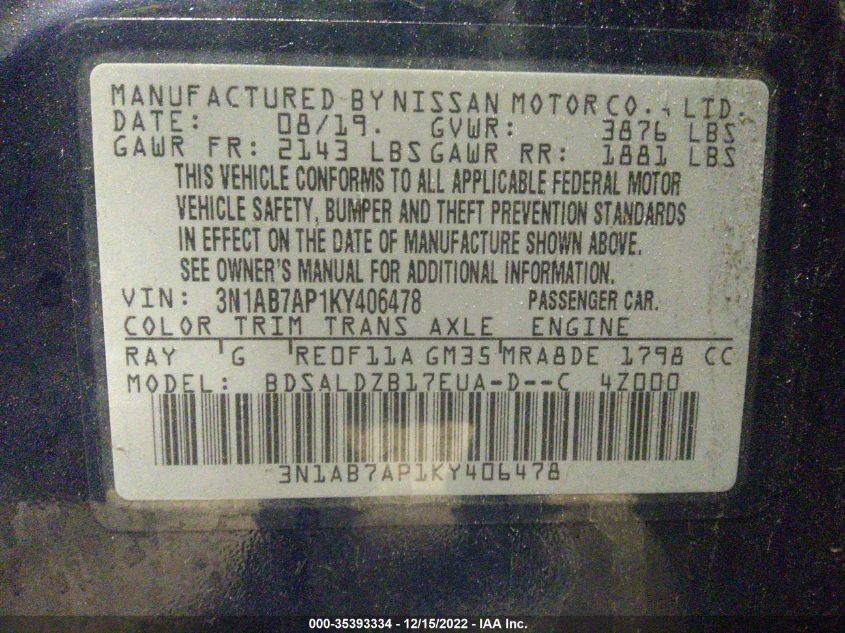 MANUFACTURED BY NISSAN MOTOR CO., LTD.
DATE: 08/19. GVWR: 3876 LBS
GAWR FR: 2143 LBS GAWR RR: 1881 LBS
THIS VEHICLE CONFORMS TO ALL APPLICABLE FEDERAL MOTOR
VEHICLE SAFETY, BUMPER AND THEFT PREVENTION STANDARDS
IN EFFECT ON THE DATE OF MANUFACTURE SHOWN ABOVE.
SEE OWNER'S MANUAL FOR ADDITIONAL INFORMATION.
VIN: 3N1AB7AP1KY406478 PASSENGER CAR.
COLOR TRIM TRANS AXLE ENGINE
RAY G RE0F11A GM35 MRA8DE 1798 CC
MODEL: BDSALDZB17EUA-D--C 4Z000
3N1AB7AP1KY406478
000-35393334 - 12/15/2022 - IAA Inc.